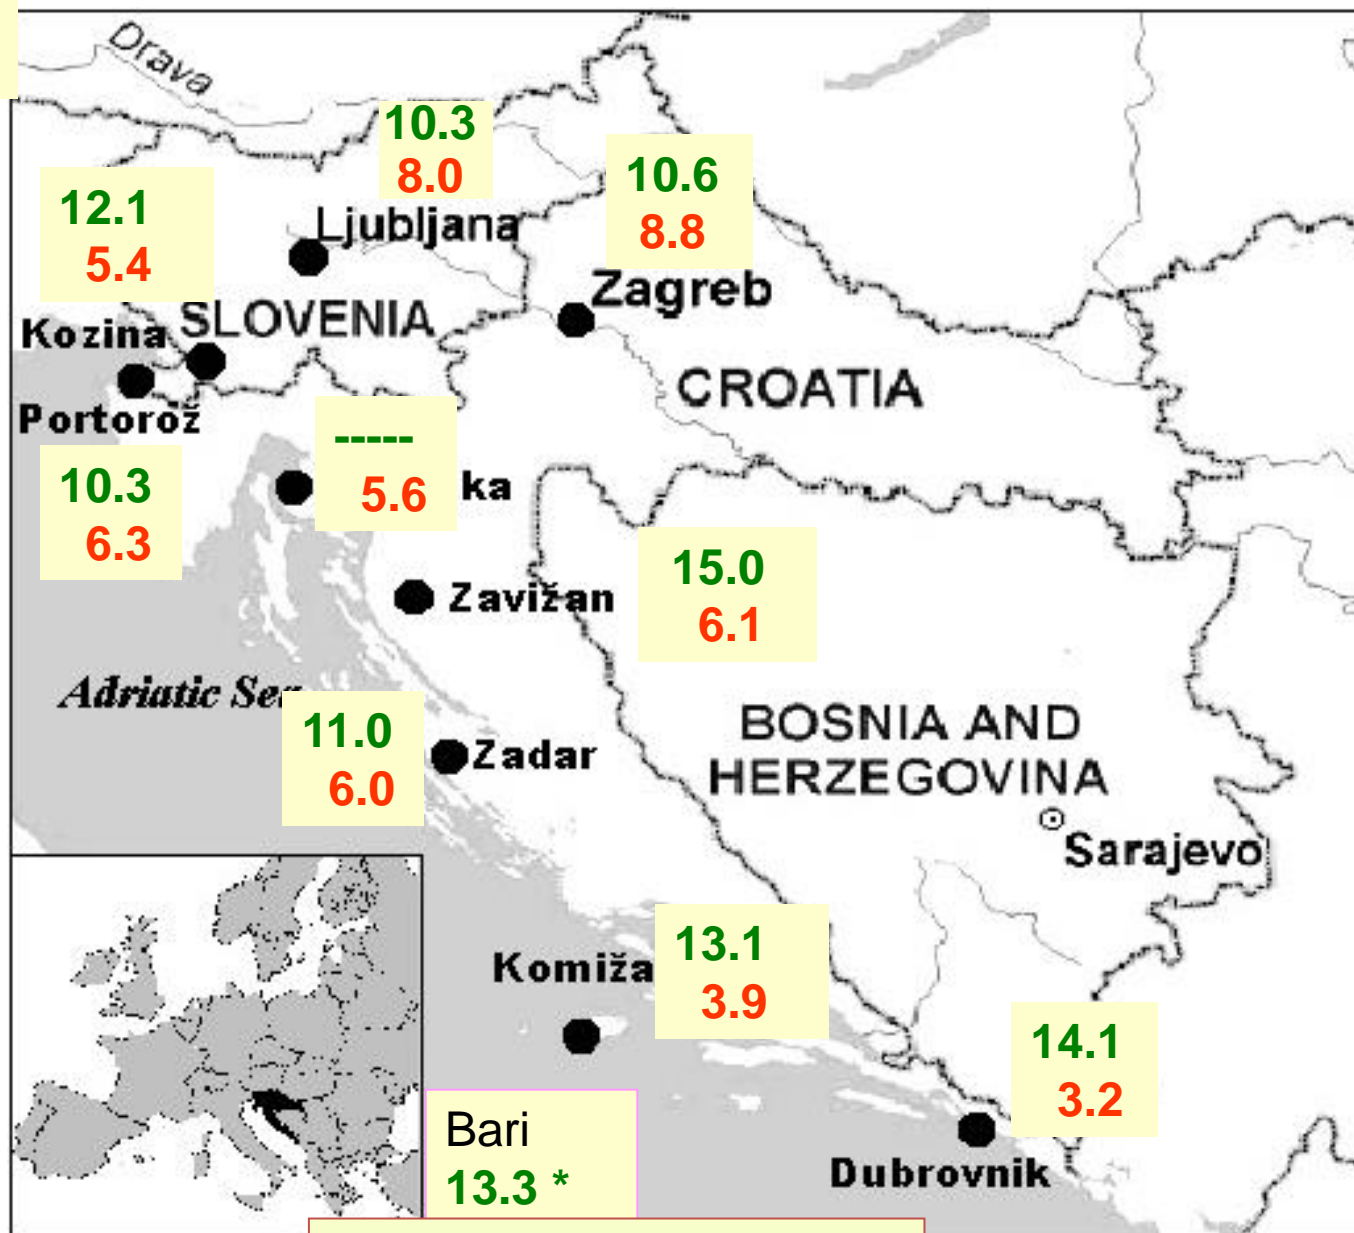 Drava
10.3
8.0
10.6
8.8
12.1
5.4
Ljubljana
Zagreb
SLOVENIA
Kozina
CROATIA
Portorož
-----
5.6
ka
10.3
6.3
15.0
6.1
Zavižan
Adriatic Sea
11.0
6.0
Zadar
BOSNIA AND
HERZEGOVINA
Sarajevo
13.1
3.9
Komiža
14.1
3.2
Bari
13.3 *
Dubrovnik